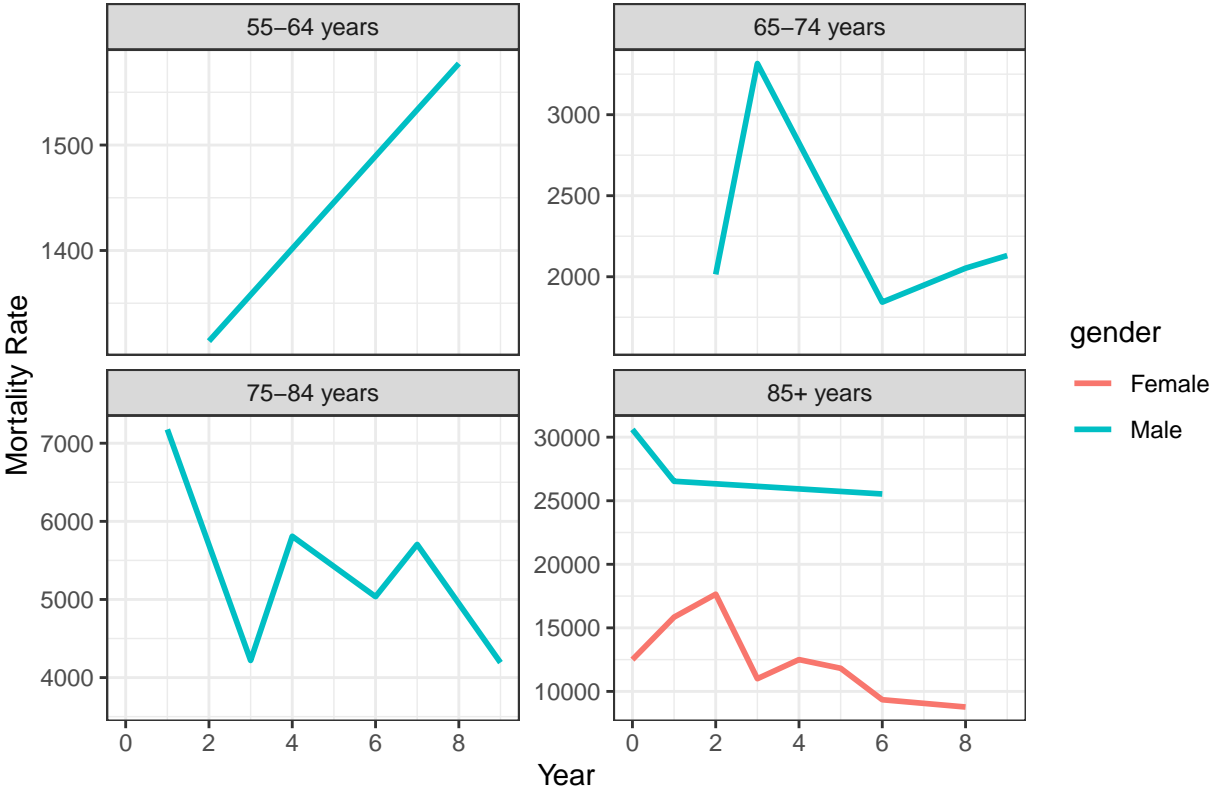 55−64 years
65−74 years
1500
1400
3000
2500
2000
75−84 years
85+ years
7000
6000
5000
4000
30000
25000
20000
15000
10000
0 2 4 6 8
0 2 4 6 8
Year
Mortality Rate
gender
Female
Male